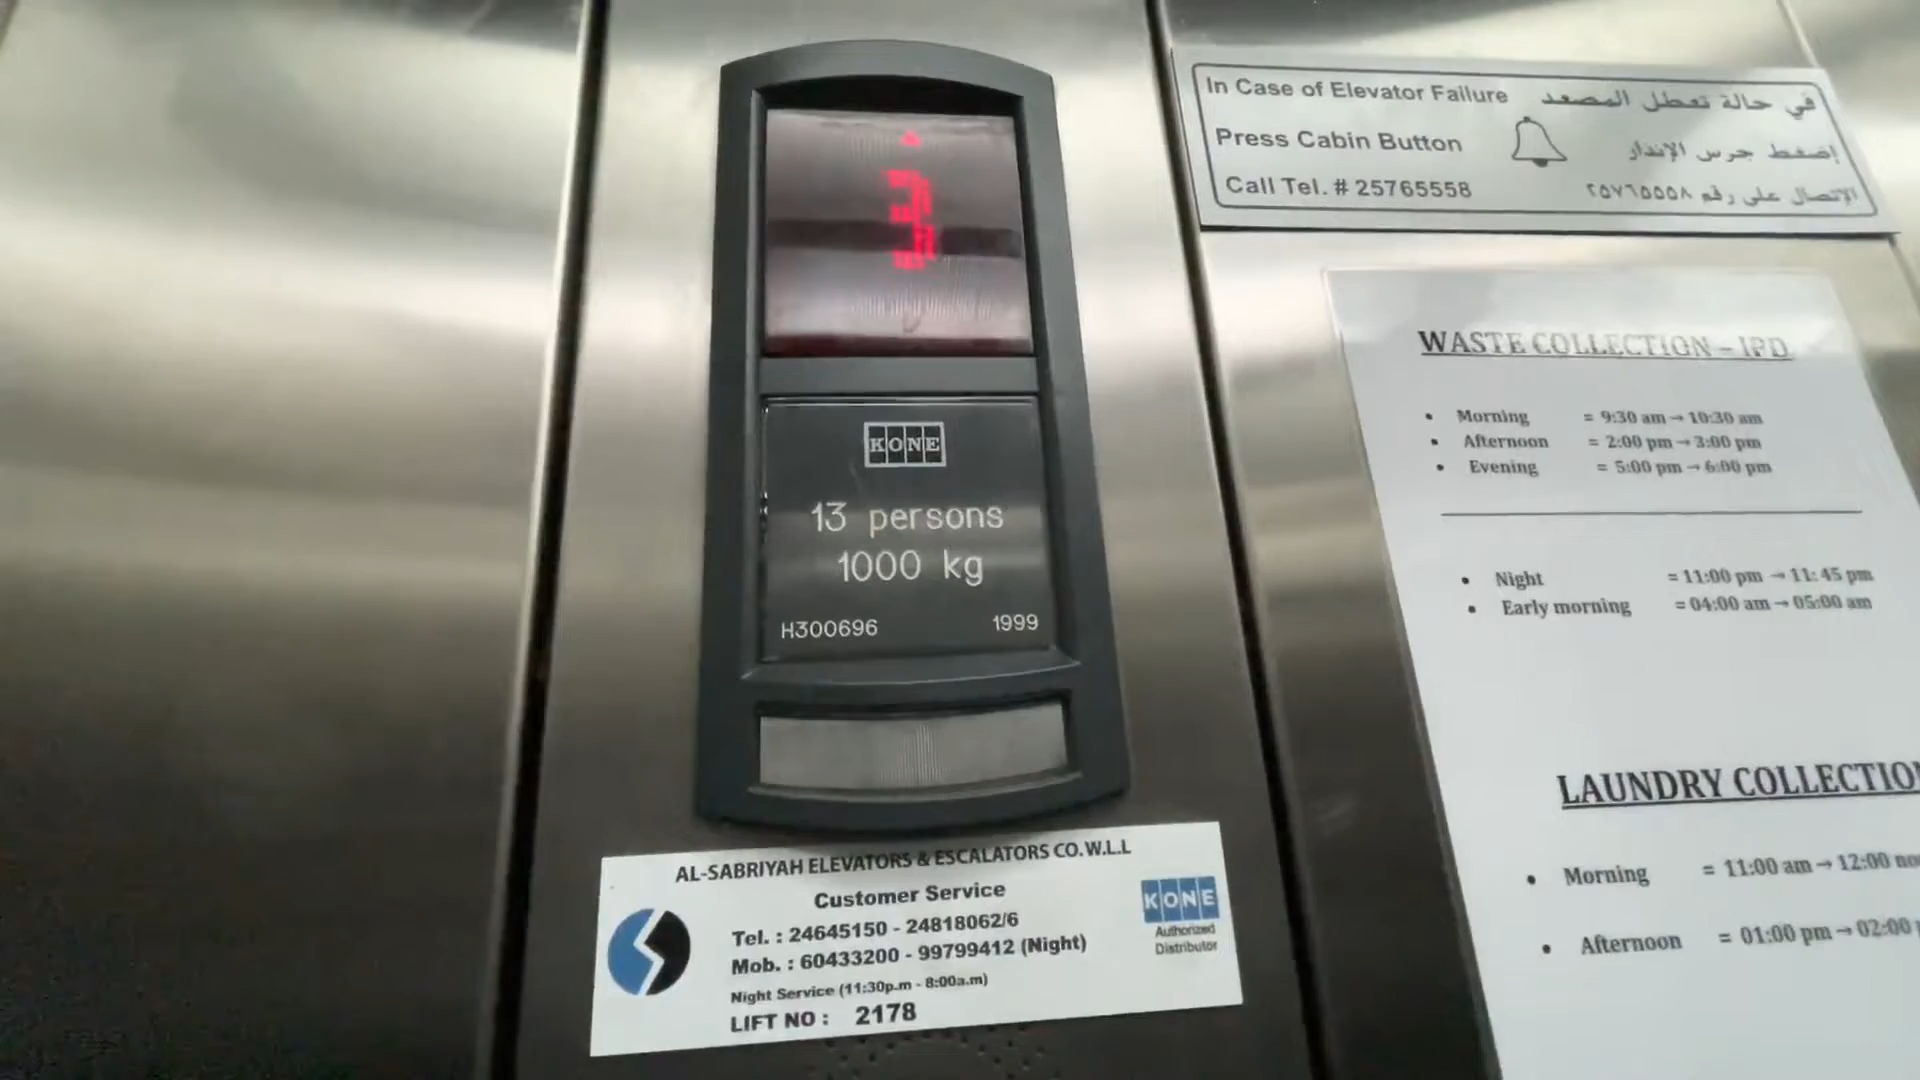 3
KONE
13 persons
1000 kg
H300696 1999
AL-SABRIYAH ELEVATORS & ESCALATORS CO.W.L.L
Customer Service
Tel. : 24645150 - 24818062/6
Mob. : 60433200 - 99799412 (Night)
Night Service (11:30p.m - 8:00a.m)
LIFT NO : 2178
KONE
Authorized
Distributor
In Case of Elevator Failure في حالة تعطل المصعد
Press Cabin Button إضغط جرس الإنذار
Call Tel. # 25765558 الإتصال على رقم ٢٥٧٦٥٥٥٨
WASTE COLLECTION – IPD
• Morning = 9:30 am → 10:30 am
• Afternoon = 2:00 pm → 3:00 pm
• Evening = 5:00 pm → 6:00 pm
• Night = 11:00 pm → 11:45 pm
• Early morning = 04:00 am → 05:00 am
LAUNDRY COLLECTIO
• Morning = 11:00 am → 12:00 no
• Afternoon = 01:00 pm → 02:00